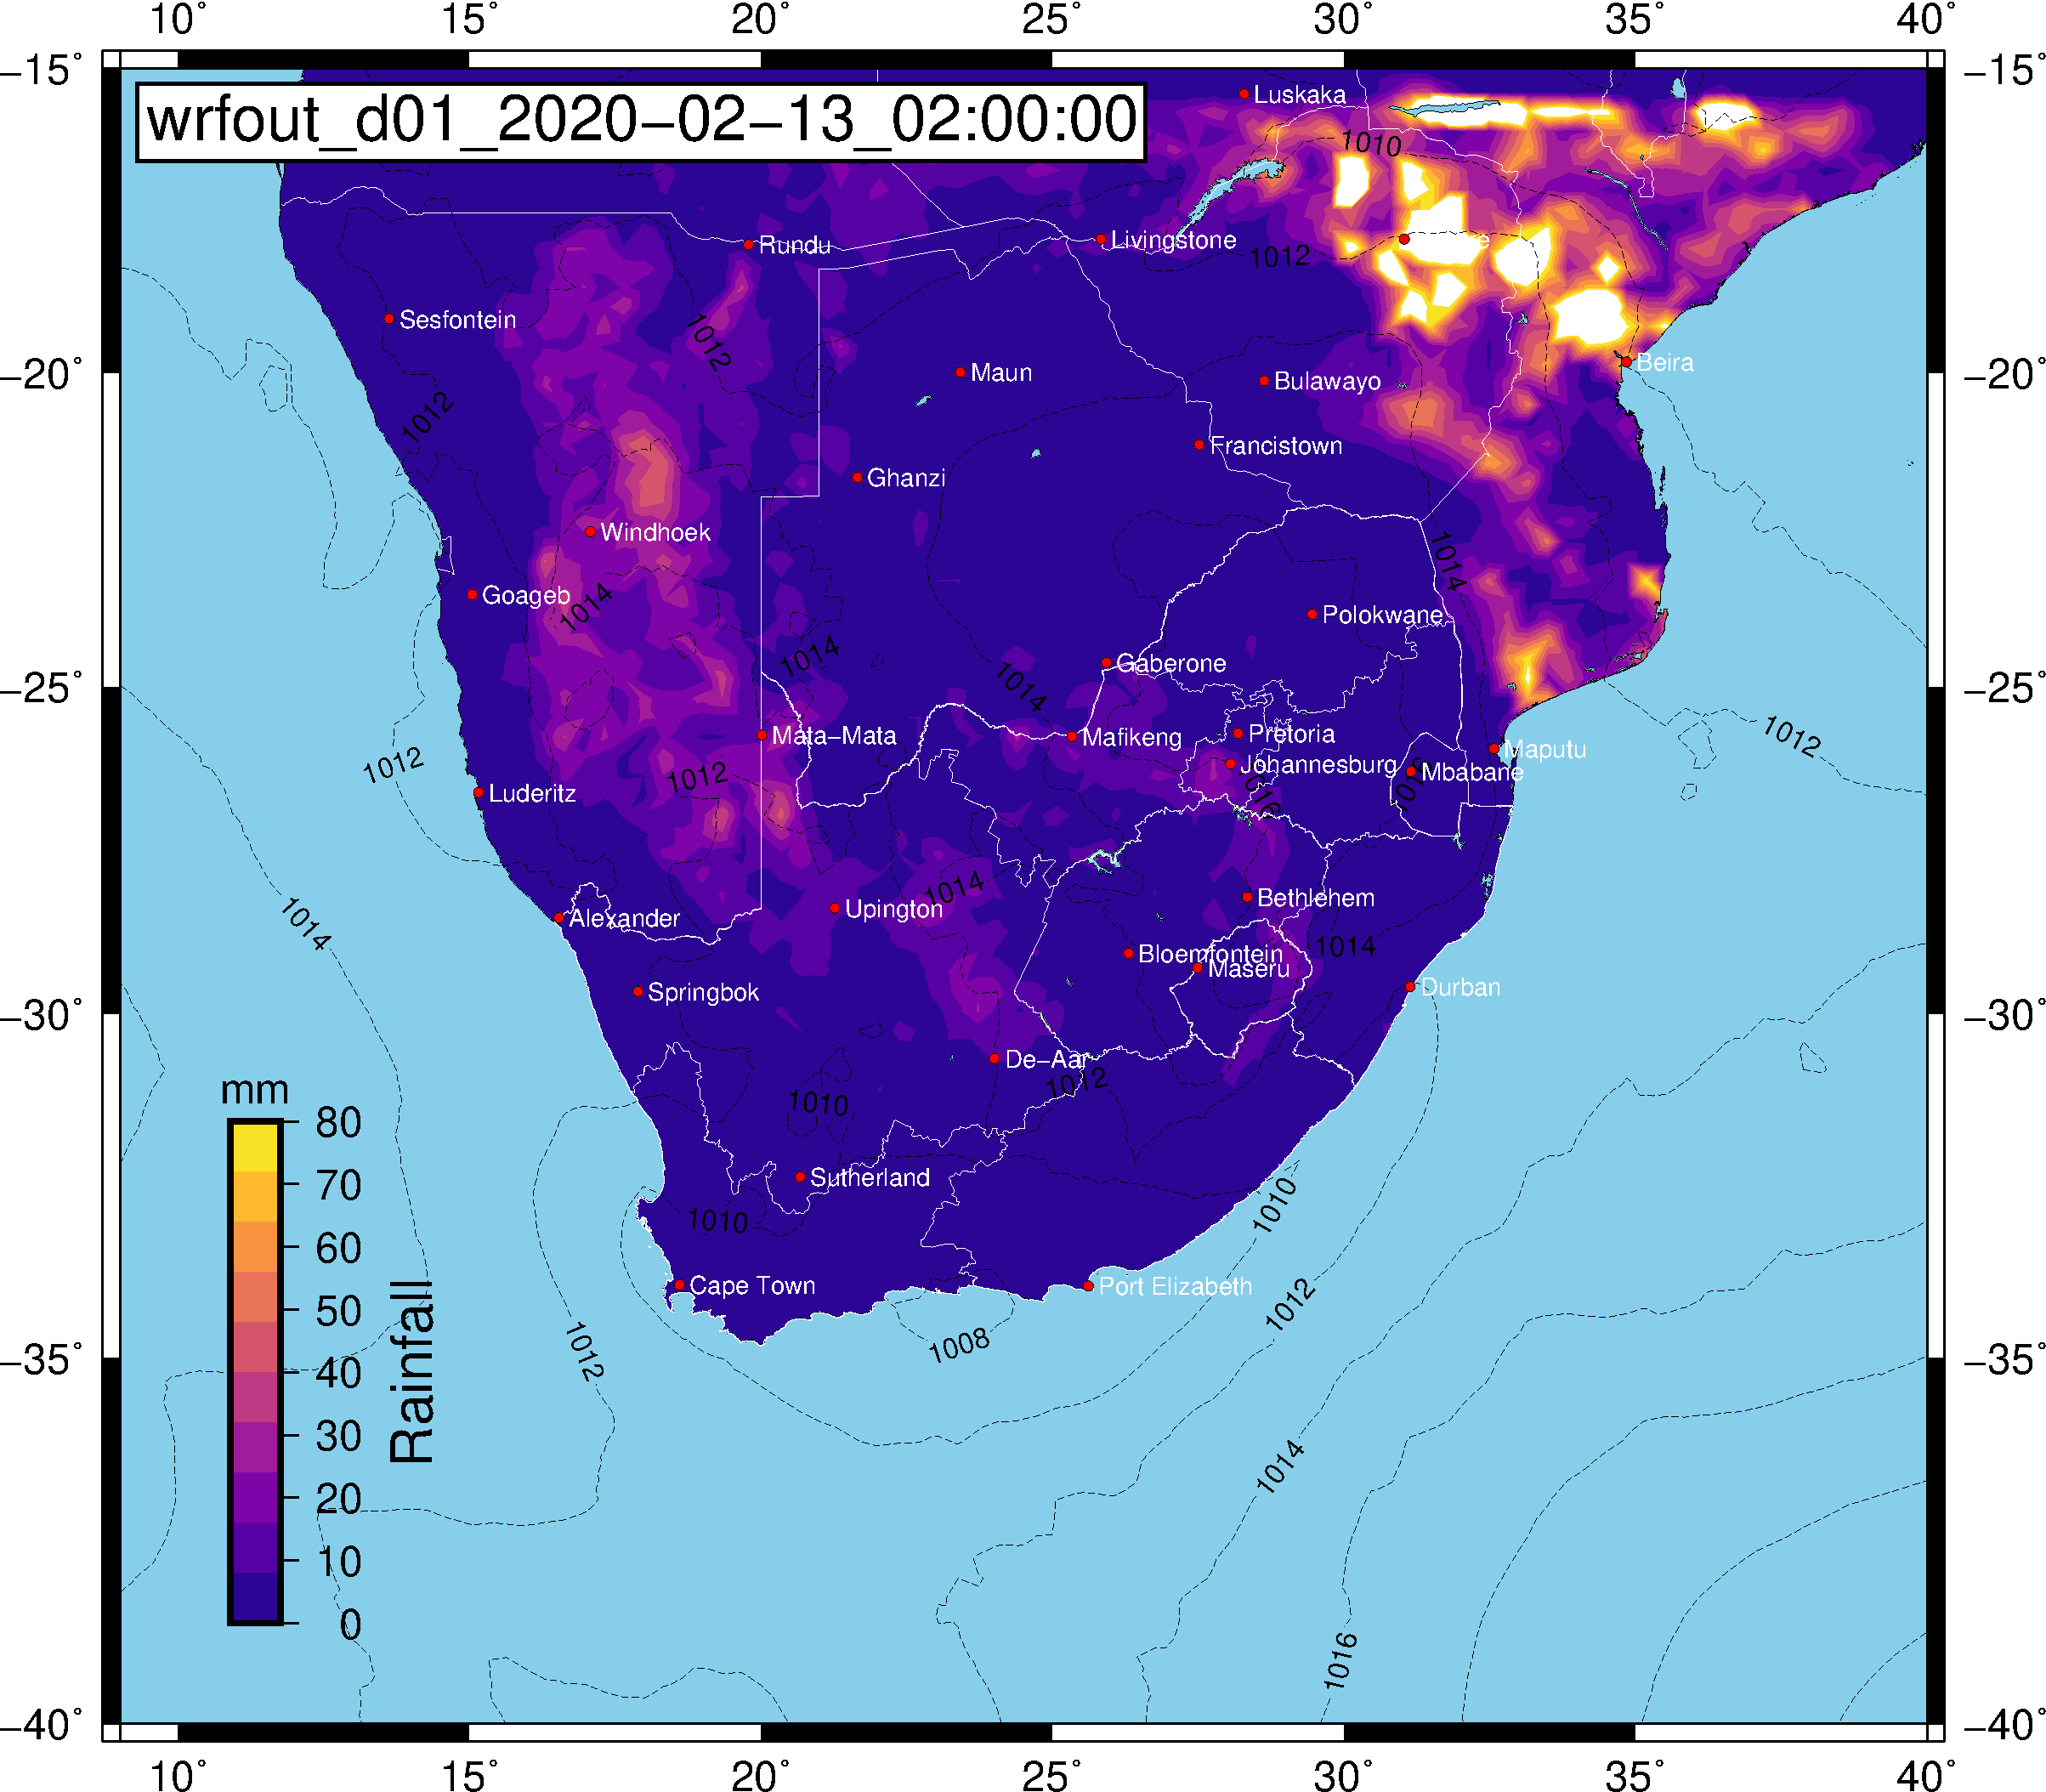 10° 15° 20° 25° 30° 35° 40°
−15° −15°
wrfout_d01_2020−02−13_02:00:00
Luskaka
1010
Rundu
Livingstone
1012
Sesfontein
1012
−20° −20°
Maun
Bulawayo
Beira
1012
Francistown
Ghanzi
Windhoek
1014
Goageb
1014
Polokwane
1014
Gaberone
1014
−25° −25°
Mata−Mata
Mafikeng
Pretoria
Maputu
1012
1012
1012
Johannesburg
Mbabane
1016
1016
Luderitz
1014
Upington
Bethlehem
1014
Alexander
Bloemfontein
1014
Maseru
Springbok
Durban
−30° −30°
De−Aar
1012
mm
1010
80
Sutherland
70
1010
1010
60
Cape Town
Port Elizabeth
1012
50
1008
1012
−35° −35°
40
Rainfall
30
1014
20
10
0
1016
−40° −40°
10° 15° 20° 25° 30° 35° 40°